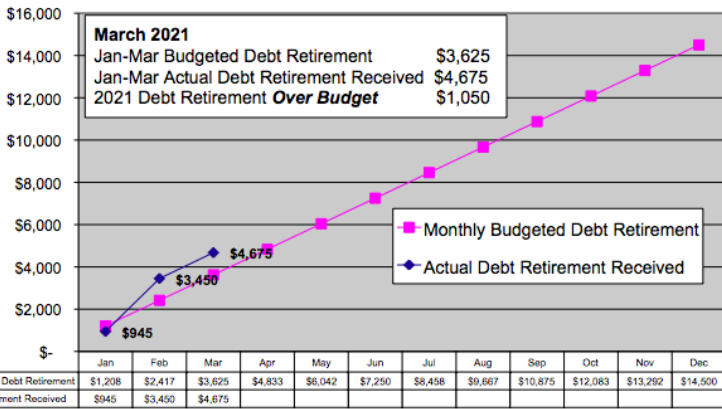 $16,000
$14,000
$12,000
$10,000
$8,000
$6,000
$4,000
$2,000
$-
March 2021
Jan-Mar Budgeted Debt Retirement $3,625
Jan-Mar Actual Debt Retirement Received $4,675
2021 Debt Retirement Over Budget $1,050
Monthly Budgeted Debt Retirement
Actual Debt Retirement Received
$4,675
$3,450
$945
Jan Feb Mar Apr May Jun Jul Aug Sep Oct Nov Dec
Debt Retirement $1,208 $2,417 $3,625 $4,833 $6,042 $7,250 $8,458 $9,667 $10,875 $12,083 $13,292 $14,500
ment Received $945 $3,450 $4,675